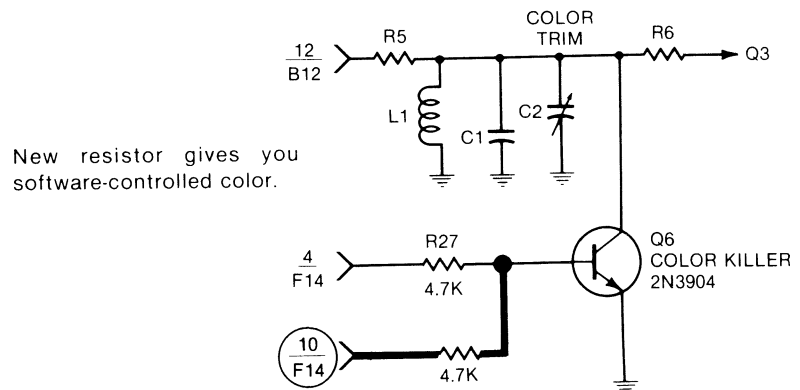 COLOR
TRIM
R5
R6
12
B12
Q3
L1
C1
C2
New resistor gives you
software-controlled color.
4
F14
R27
4.7K
Q6
COLOR KILLER
2N3904
10
F14
4.7K